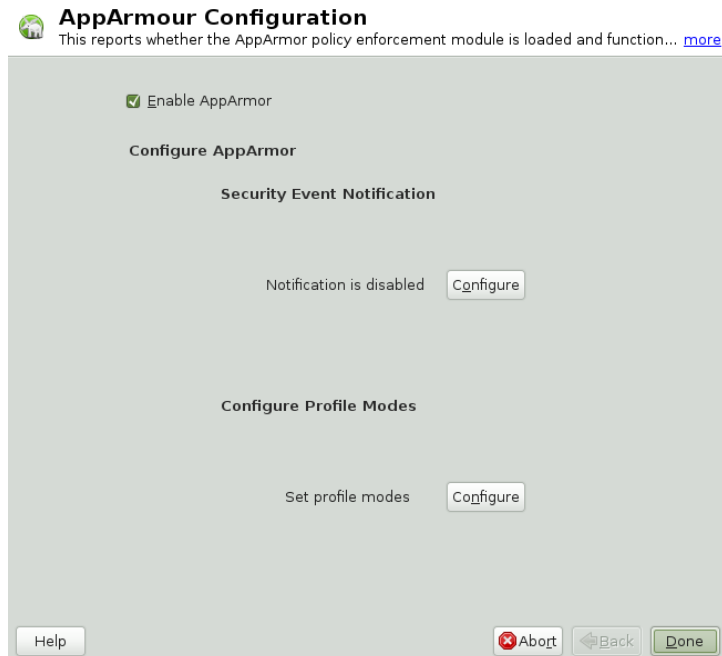 AppArmour Configuration
This reports whether the AppArmor policy enforcement module is loaded and function... more
Enable AppArmor
Configure AppArmor
Security Event Notification
Notification is disabled
Configure
Configure Profile Modes
Set profile modes
Configure
Help
Abort
Back
Done